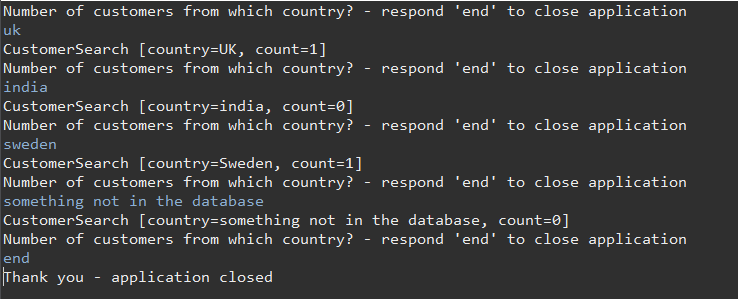 Number of customers from which country? - respond 'end' to close application
uk
CustomerSearch [country=UK, count=1]
Number of customers from which country? - respond 'end' to close application
india
CustomerSearch [country=india, count=0]
Number of customers from which country? - respond 'end' to close application
sweden
CustomerSearch [country=Sweden, count=1]
Number of customers from which country? - respond 'end' to close application
something not in the database
CustomerSearch [country=something not in the database, count=0]
Number of customers from which country? - respond 'end' to close application
end
Thank you - application closed